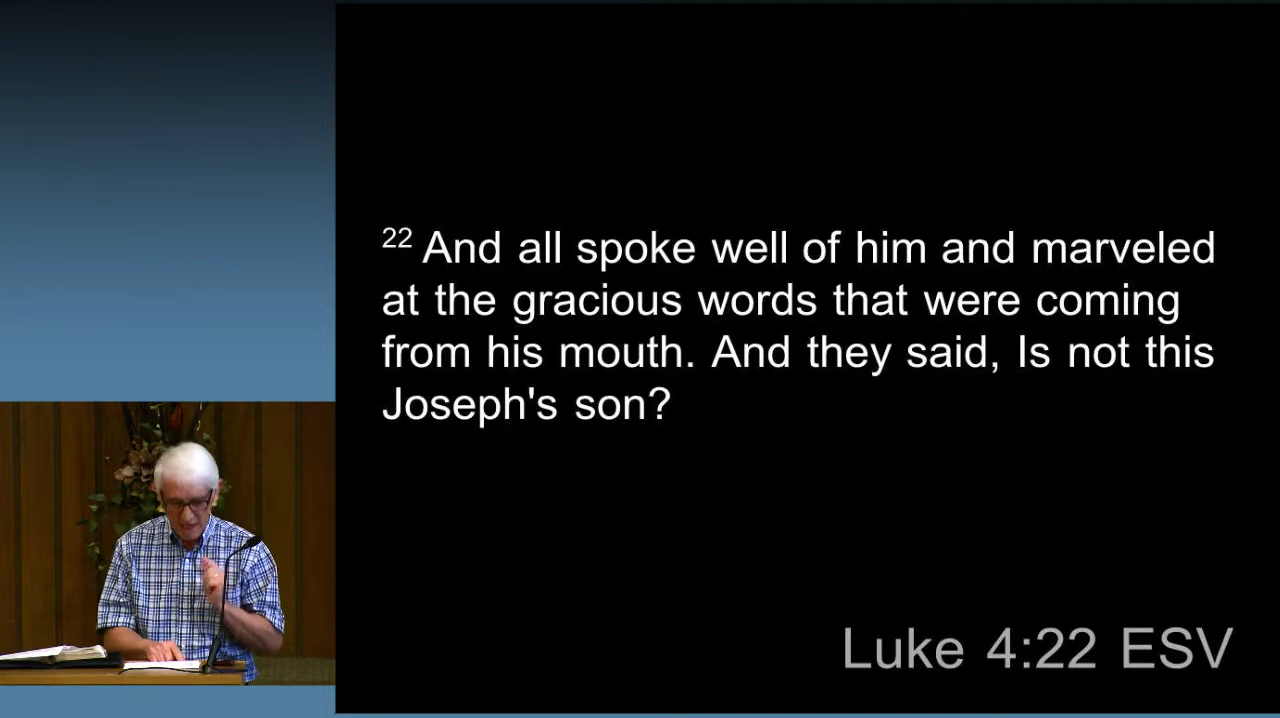 22 And all spoke well of him and marveled
at the gracious words that were coming
from his mouth. And they said, Is not this
Joseph's son?
Luke 4:22 ESV